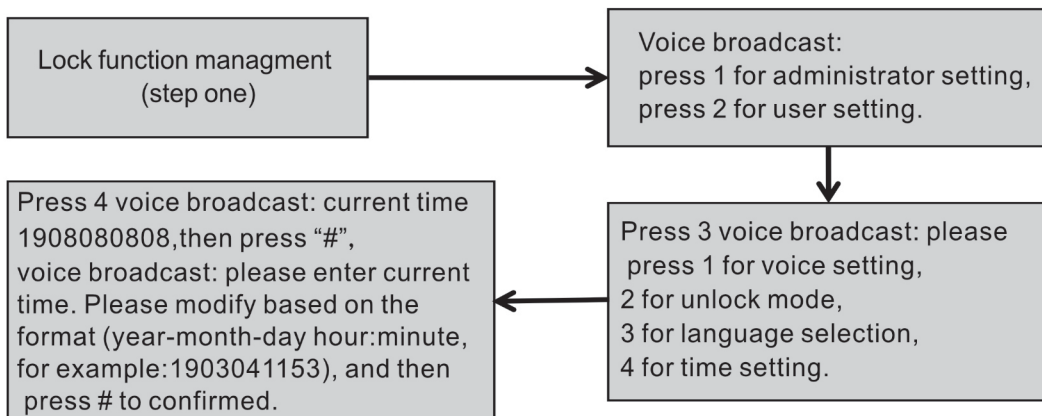 Lock function managment
(step one)
Voice broadcast:
press 1 for administrator setting,
press 2 for user setting.
Press 3 voice broadcast: please
press 1 for voice setting,
2 for unlock mode,
3 for language selection,
4 for time setting.
Press 4 voice broadcast: current time
1908080808,then press “#”,
voice broadcast: please enter current
time. Please modify based on the
format (year-month-day hour:minute,
for example:1903041153), and then
press # to confirmed.